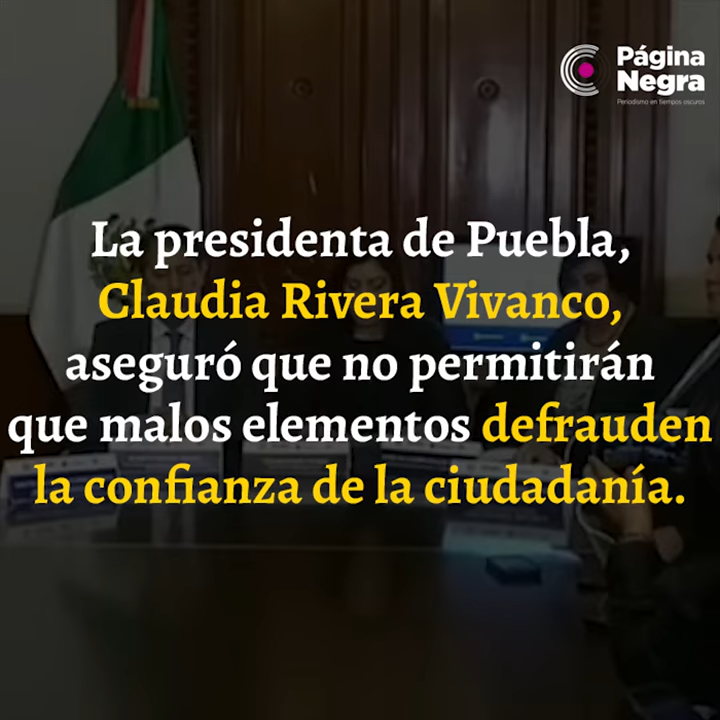 Página
Negra
Periodismo en tiempos oscuros
La presidenta de Puebla,
Claudia Rivera Vivanco,
aseguró que no permitirán
que malos elementos defrauden
la confianza de la ciudadanía.